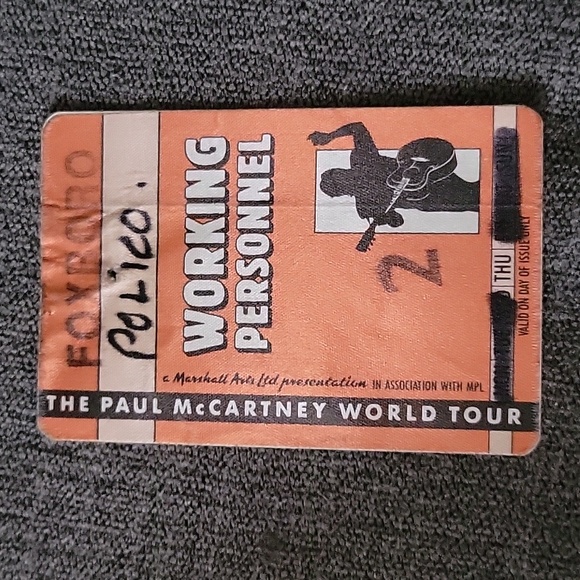 FOXBORO
POLice.
WORKING
PERSONNEL
2
THU
VALID ON DAY OF ISSUE ONLY
a Marshall Arts Ltd presentation IN ASSOCIATION WITH MPL
THE PAUL McCARTNEY WORLD TOUR